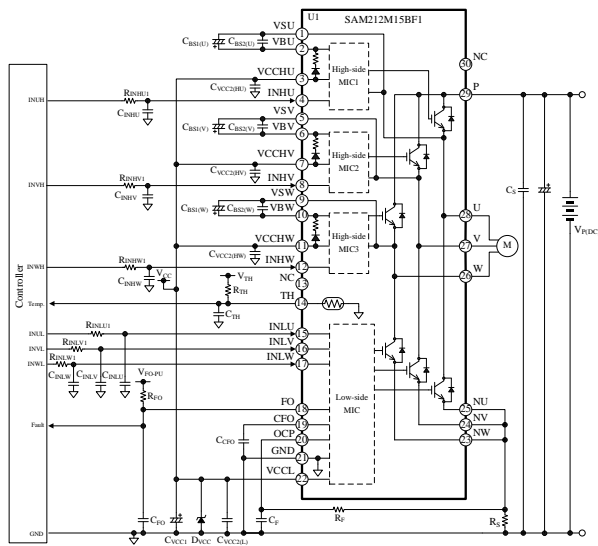 U1
SAM212M15BF1
VSU
1
CBS1(U)
CBS2(U)
VBU
2
NC
30
High-side
MIC1
VCCHU
3
P
29
CVCC2(HU)
INUH
RINHU1
INHU
4
CINHU
VSV
5
CBS1(V)
CBS2(V)
VBV
6
High-side
MIC2
VCCHV
7
CVCC2(HV)
INVH
RINHV1
INHV
8
CINHV
CS
VSW
9
CBS1(W)
CBS2(W)
VBW
10
U
28
VP(DC
High-side
MIC3
VCCHW
11
V
27
M
CVCC2(HW)
INWH
RINHW1
INHW
12
W
26
CINHW
VCC
VTH
NC
13
Controller
RTH
Temp.
TH
14
CTH
INUL
RINLU1
INLU
15
INVL
RINLV1
INLV
16
INWL
RINLW1
INLW
17
CINLW
CINLV
CINLU
VFO-PU
RFO
Low-side
MIC
FO
18
NU
25
Fault
CFO
19
NV
24
CCFO
OCP
20
NW
23
GND
21
VCCL
22
RF
RS
CFO
CF
GND
CVCC1
DVCC
CVCC2(L)